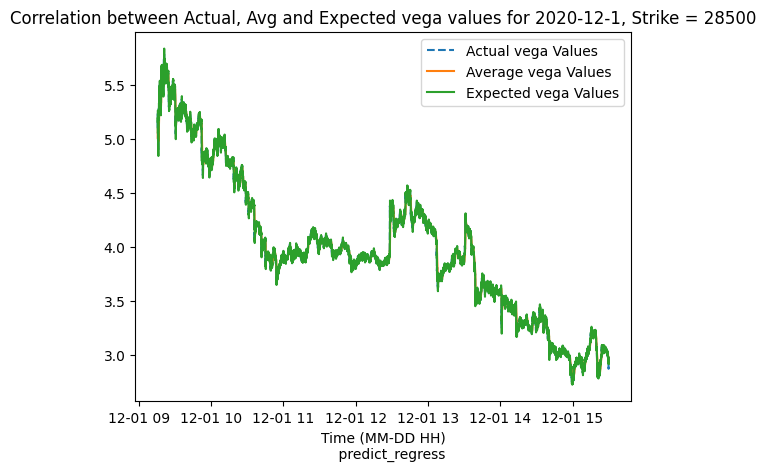 Correlation between Actual, Avg and Expected vega values for 2020-12-1, Strike = 28500
Actual vega Values
Average vega Values
Expected vega Values
5.5
5.0
4.5
4.0
3.5
3.0
12-01 09 12-01 10 12-01 11 12-01 12 12-01 13 12-01 14 12-01 15
Time (MM-DD HH)
predict_regress